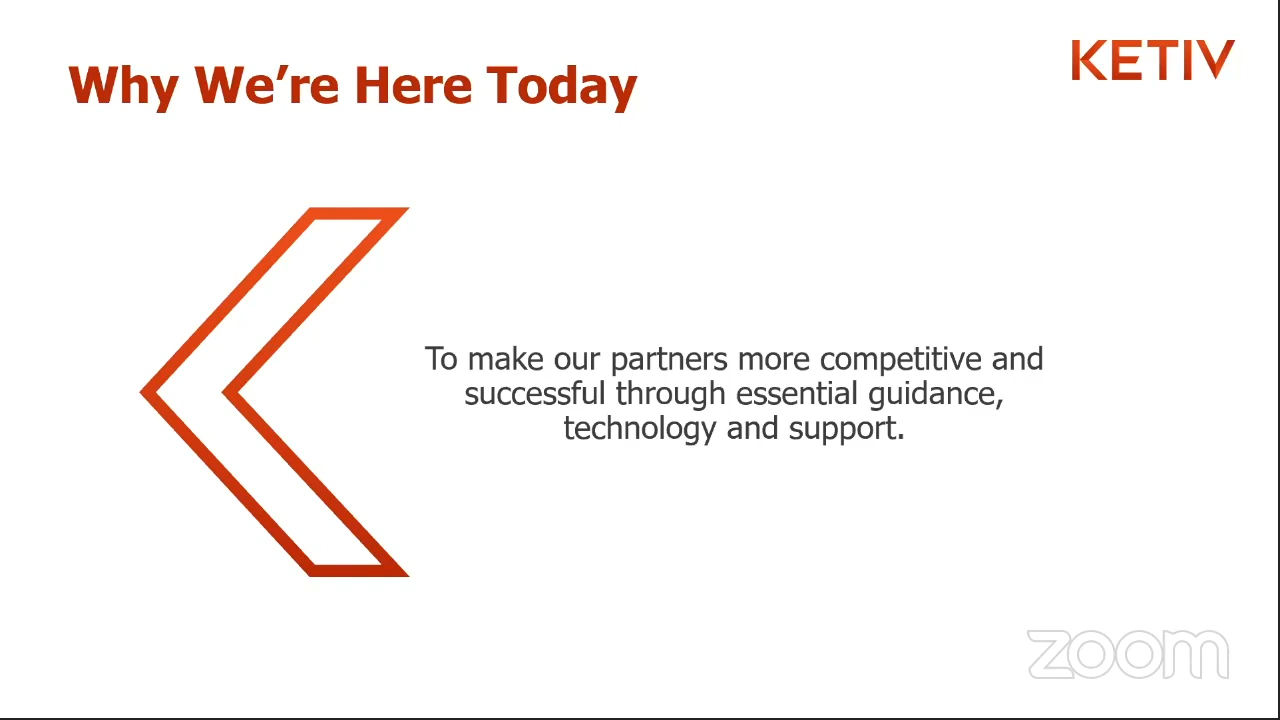 Why We’re Here Today
KETIV
To make our partners more competitive and
successful through essential guidance,
technology and support.
zoom